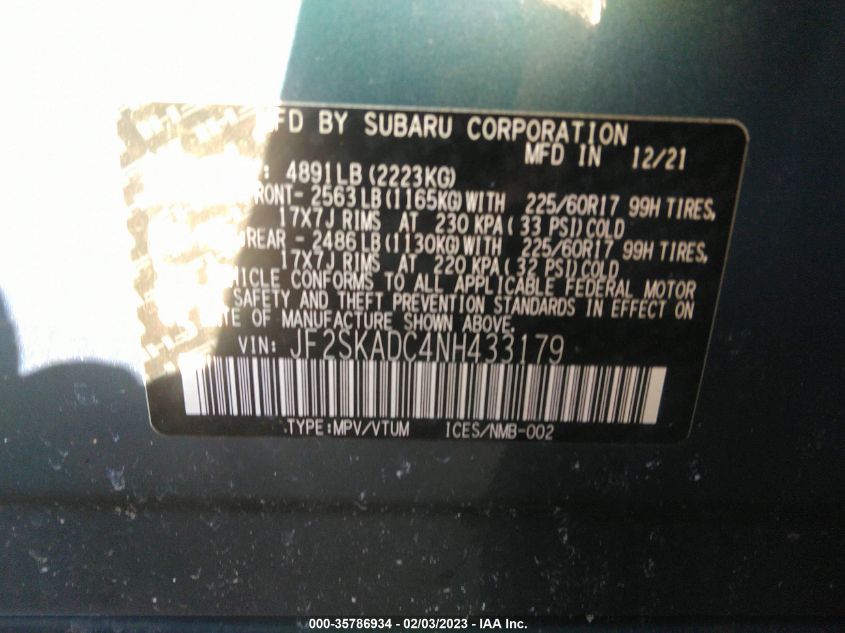 MFD BY SUBARU CORPORATION
MFD IN 12/21
: 4891LB (2223KG)
RONT- 2563 LB (1165KG) WITH 225/60R17 99H TIRES,
17X7J RIMS AT 230 KPA ( 33 PSI) COLD
REAR - 2486 LB (1130KG) WITH 225/60R17 99H TIRES,
17X7J RIMS AT 220 KPA ( 32 PSI) COLD
HICLE CONFORMS TO ALL APPLICABLE FEDERAL MOTOR
SAFETY AND THEFT PREVENTION STANDARDS IN EFFECT ON
TE OF MANUFACTURE SHOWN ABOVE.
VIN: JF2SKADC4NH433179
TYPE:MPV/VTUM ICES/NMB-002
000-35786934 - 02/03/2023 - IAA Inc.